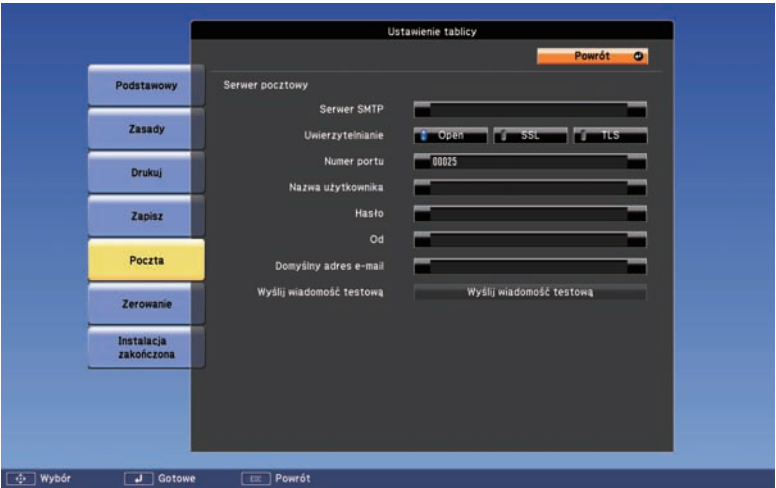 Ustawienie tablicy
Powrót
Podstawowy
Zasady
Drukuj
Zapisz
Poczta
Zerowanie
Instalacja
zakończona
Serwer pocztowy
Serwer SMTP
Uwierzytelnianie Open SSL TLS
Numer portu 00025
Nazwa użytkownika
Hasło
Od
Domyślny adres e-mail
Wyślij wiadomość testową Wyślij wiadomość testową
Wybór Gotowe ESC Powrót